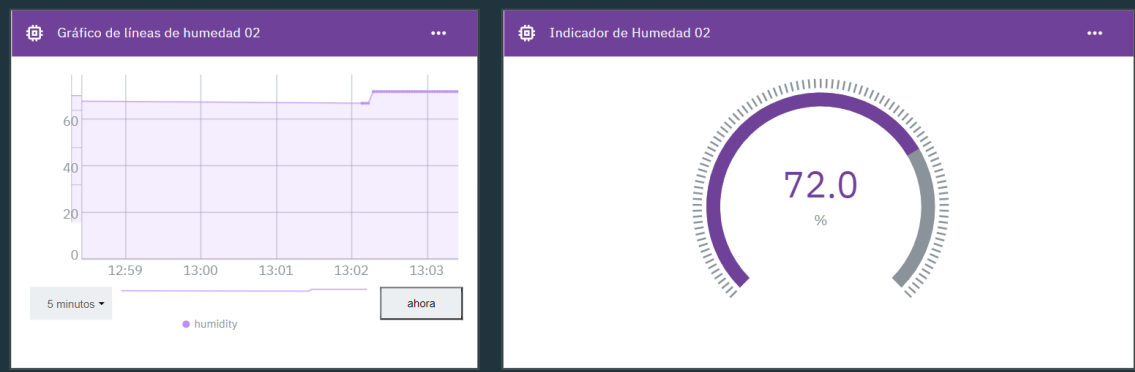 Gráfico de líneas de humedad 02
60
40
20
0
12:59 13:00 13:01 13:02 13:03
5 minutos
ahora
humidity
Indicador de Humedad 02
72.0
%